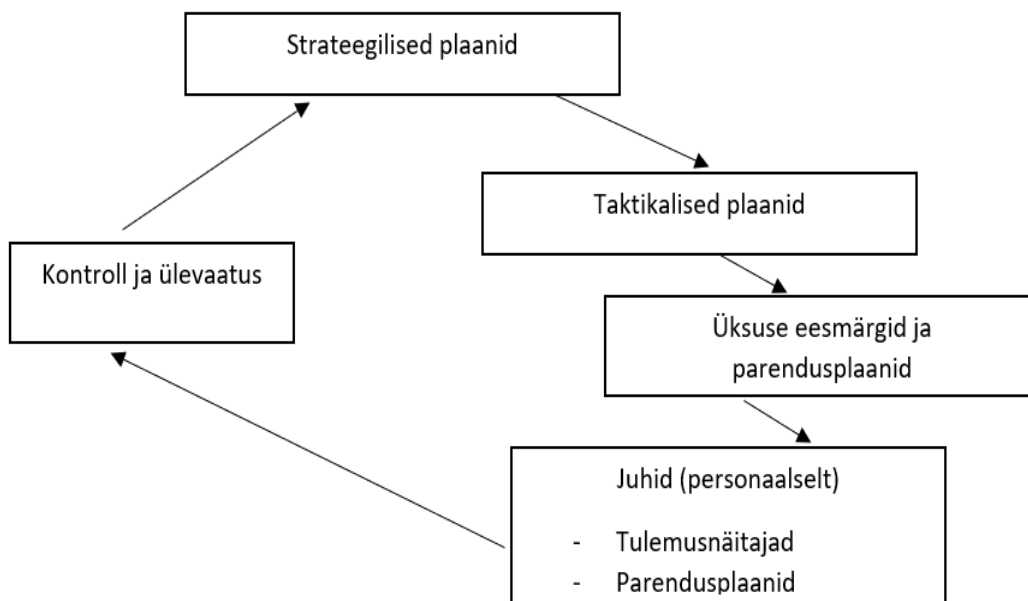 Strateegilised plaanid
Taktikalised plaanid
Kontroll ja ülevaatus
Üksuse eesmärgid ja
parendusplaanid
Juhid (personaalselt)
- Tulemusnäitajad
- Parendusplaanid